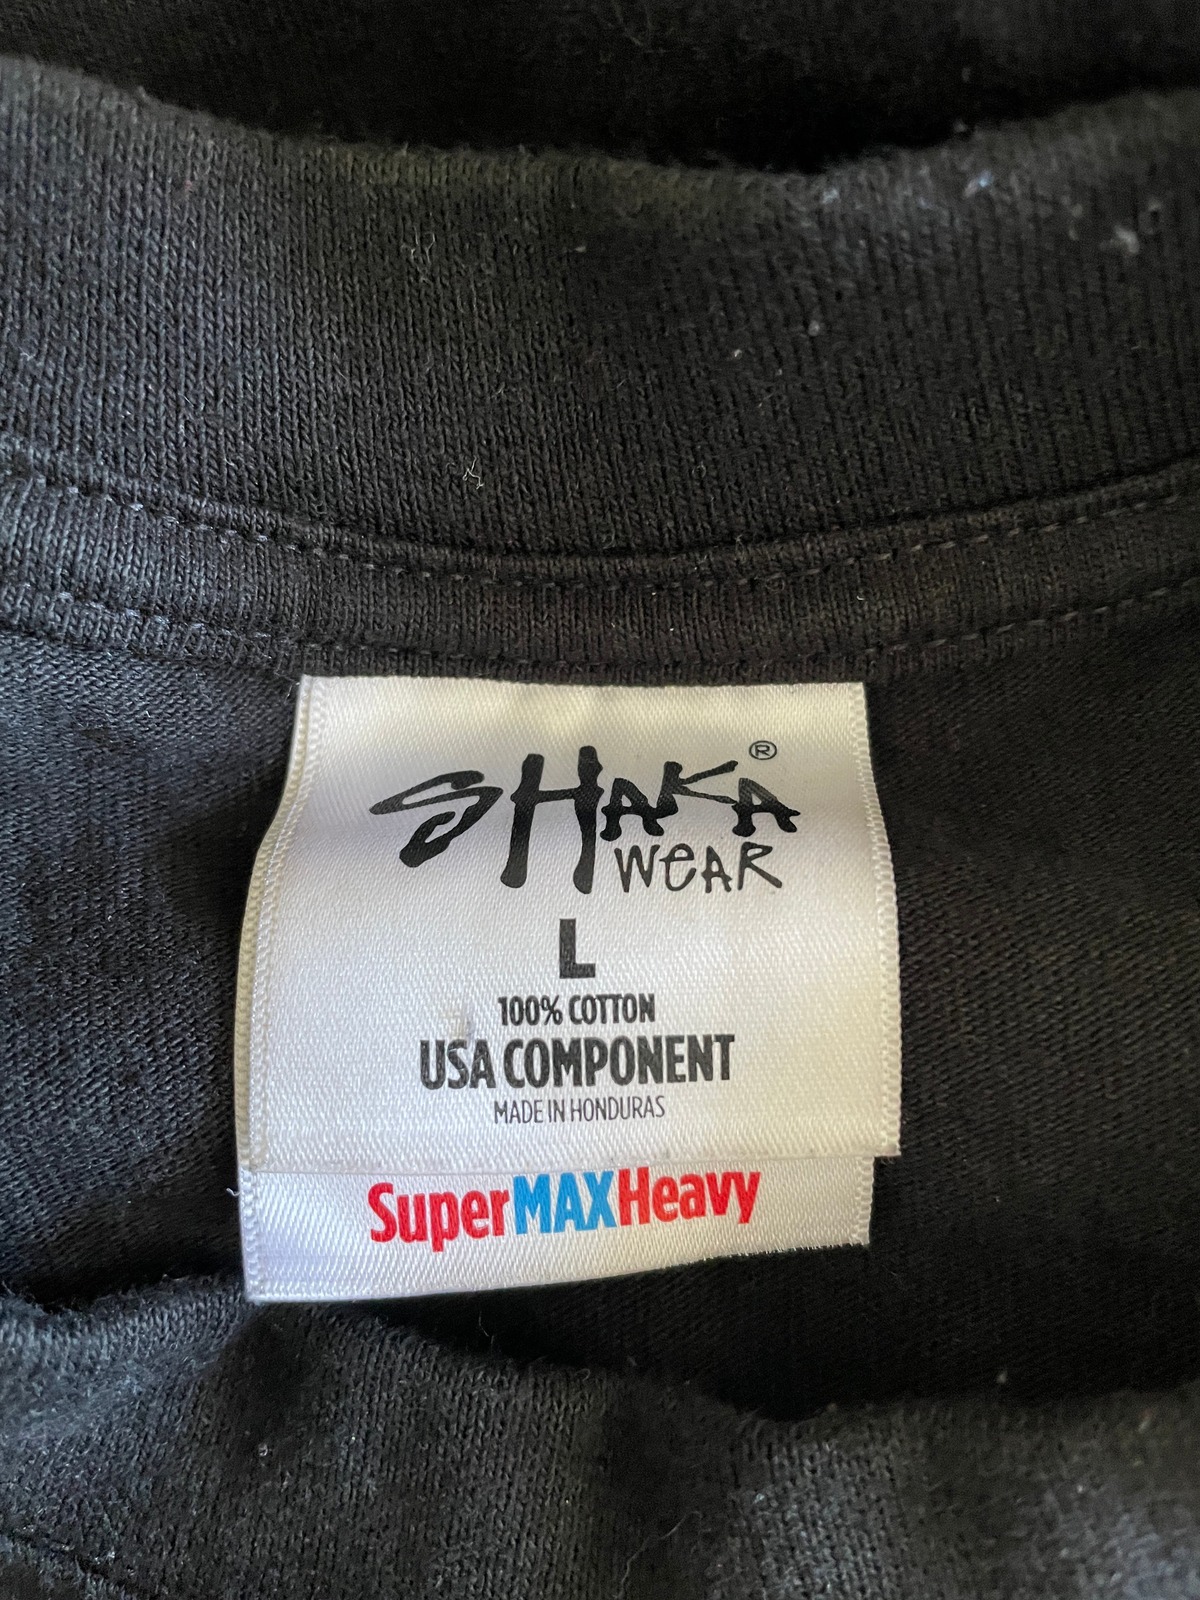 SHAKA ®
WEAR
L
100% COTTON
USA COMPONENT
MADE IN HONDURAS
SuperMAXHeavy